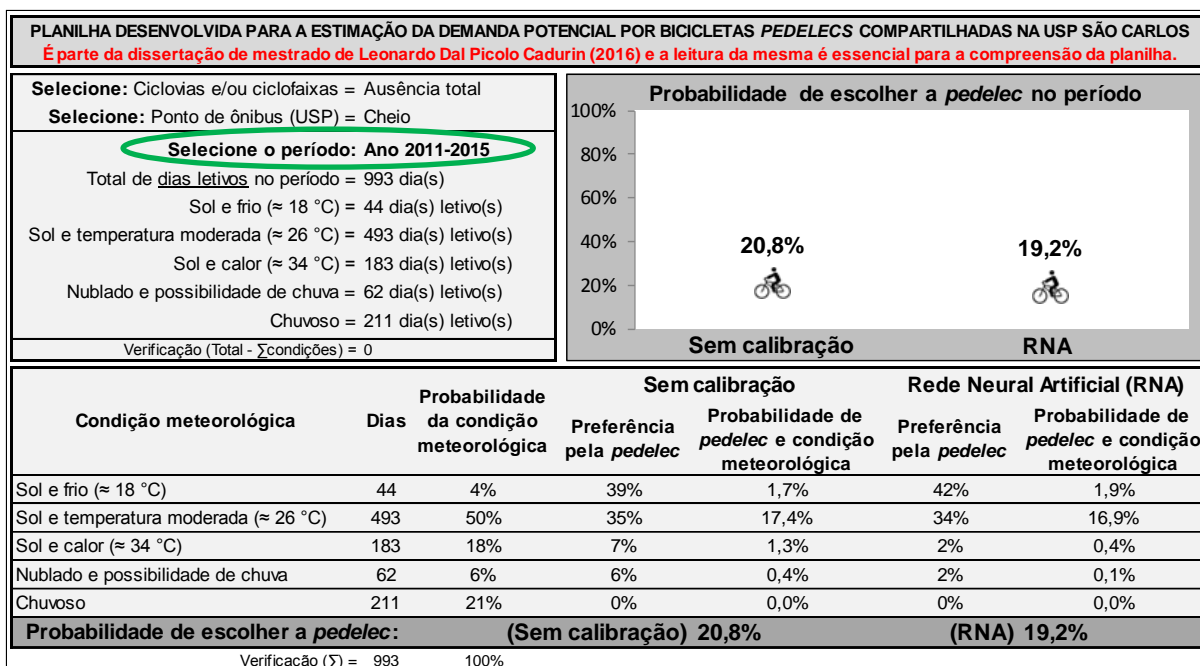 PLANILHA DESENVOLVIDA PARA A ESTIMAÇÃO DA DEMANDA POTENCIAL POR BICICLETAS PEDELECS COMPARTILHADAS NA USP SÃO CARLOS
É parte da dissertação de mestrado de Leonardo Dal Picolo Cadurin (2016) e a leitura da mesma é essencial para a compreensão da planilha.
Selecione: Ciclovias e/ou ciclofaixas = Ausência total
Selecione: Ponto de ônibus (USP) = Cheio
Selecione o período: Ano 2011-2015
Total de dias letivos no período = 993 dia(s)
Sol e frio (≈ 18 °C) = 44 dia(s) letivo(s)
Sol e temperatura moderada (≈ 26 °C) = 493 dia(s) letivo(s)
Sol e calor (≈ 34 °C) = 183 dia(s) letivo(s)
Nublado e possibilidade de chuva = 62 dia(s) letivo(s)
Chuvoso = 211 dia(s) letivo(s)
Verificação (Total - ∑condições) = 0
Probabilidade de escolher a pedelec no período
100%
80%
60%
40%
20%
0%
20,8%
19,2%
Sem calibração
RNA
Condição meteorológica
Dias
Probabilidade
da condição
meteorológica
Sem calibração
Preferência
pela pedelec
Probabilidade de
pedelec e condição
meteorológica
Rede Neural Artificial (RNA)
Preferência
pela pedelec
Probabilidade de
pedelec e condição
meteorológica
Sol e frio (≈ 18 °C) 44 4% 39% 1,7% 42% 1,9%
Sol e temperatura moderada (≈ 26 °C) 493 50% 35% 17,4% 34% 16,9%
Sol e calor (≈ 34 °C) 183 18% 7% 1,3% 2% 0,4%
Nublado e possibilidade de chuva 62 6% 6% 0,4% 2% 0,1%
Chuvoso 211 21% 0% 0,0% 0% 0,0%
Probabilidade de escolher a pedelec: (Sem calibração) 20,8% (RNA) 19,2%
Verificação (∑) = 993 100%